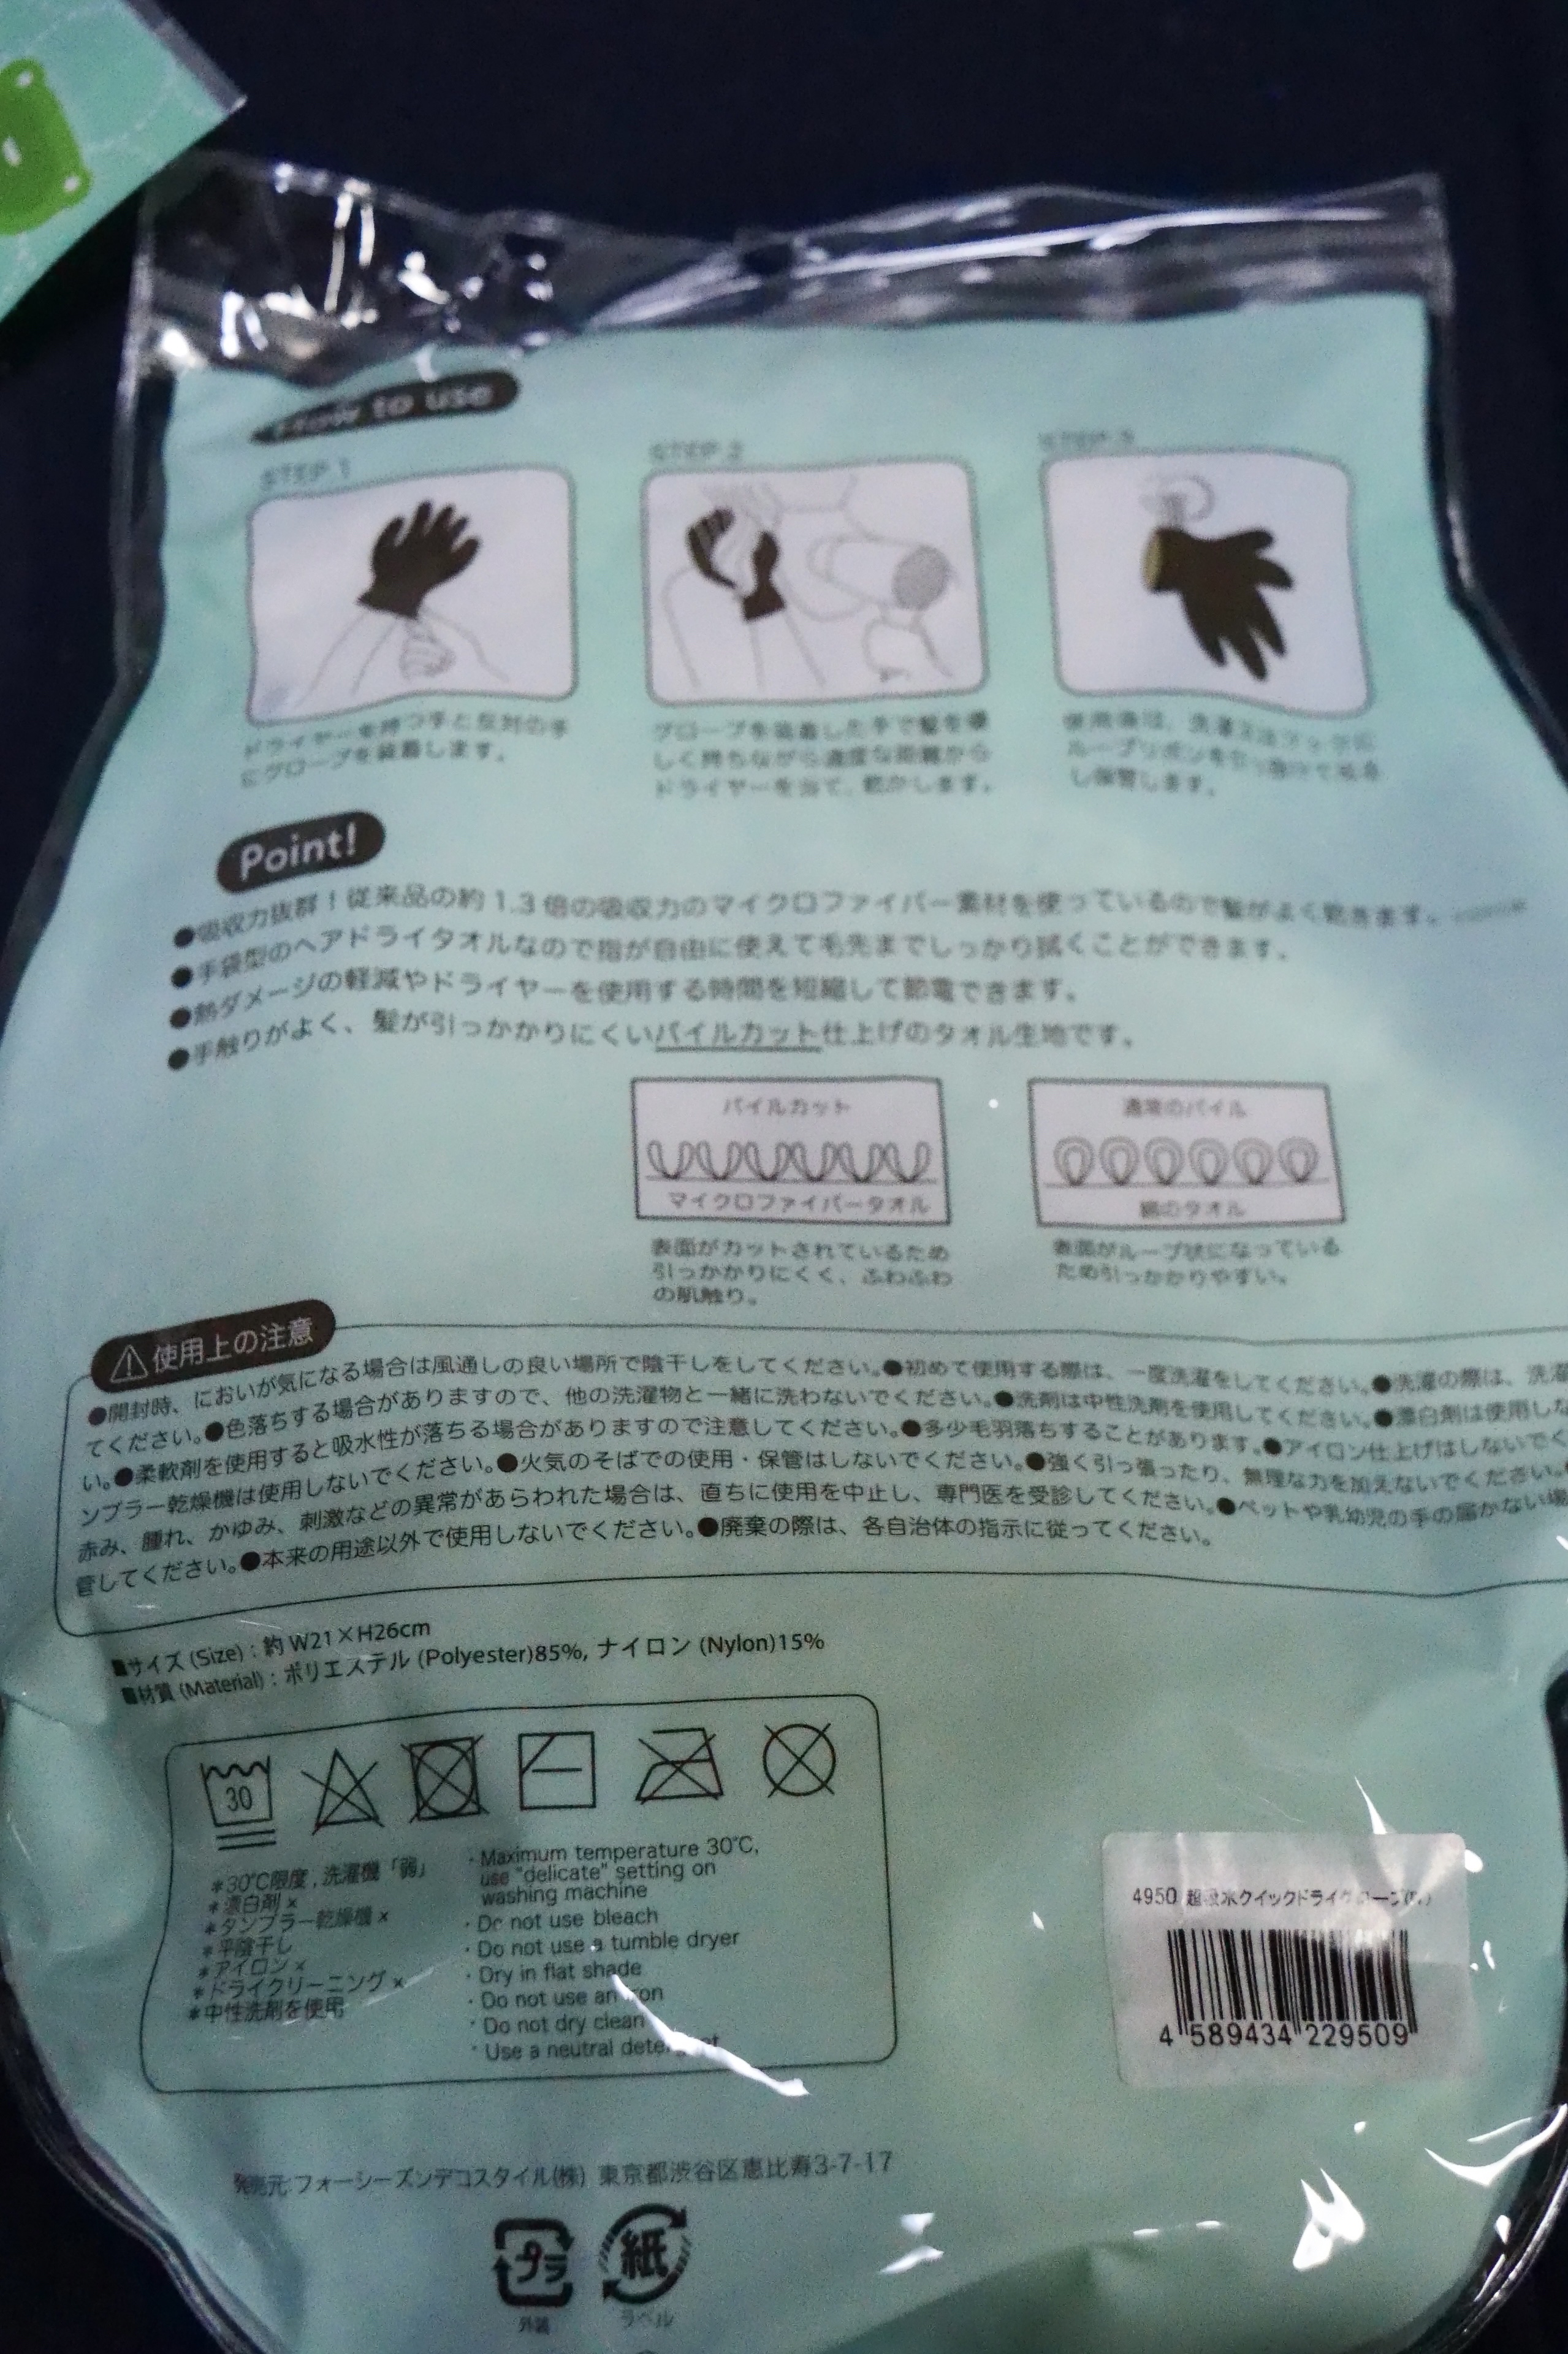 How to use
STEP 1
STEP 2
STEP 3
ドライヤーを持つ手と反対の手
にグローブを装着します。
グローブを装着した手で髪を優
しく持ちながら適度な距離から
ドライヤーを当て、乾かします。
使用後は、
ループリボンを引っ掛けて
し保管します。
Point!
●吸収力抜群！従来品の約1.3倍の吸収力のマイクロファイバー素材を使っているので髪がよく乾きます。
●手袋型のヘアドライタオルなので指が自由に使えて毛先までしっかり拭くことができます。
●熱ダメージの軽減やドライヤーを使用する時間を短縮して節電できます。
●手触りがよく、髪が引っかかりにくいパイルカット仕上げのタオル生地です。
パイルカット
マイクロファイバータオル
表面がカットされているため
引っかかりにくく、ふわふわ
の肌触り。
通常のパイル
綿のタオル
表面がループ状になっている
ため引っかかりやすい。
⚠使用上の注意
●開封時、においが気になる場合は風通しの良い場所で陰干しをしてください。●初めて使用する際は、一度洗濯をしてください。●洗濯の際は、洗濯
てください。●色落ちする場合がありますので、他の洗濯物と一緒に洗わないでください。●洗剤は中性洗剤を使用してください。●漂白剤は使用しな
い。●柔軟剤を使用すると吸水性が落ちる場合がありますので注意してください。●多少毛羽落ちすることがあります。●アイロン仕上げはしないでく
ンブラー乾燥機は使用しないでください。●火気のそばでの使用・保管はしないでください。●強く引っ張ったり、無理な力を加えないでください。
赤み、腫れ、かゆみ、刺激などの異常があらわれた場合は、直ちに使用を中止し、専門医を受診してください。●ペットや乳幼児の手の届かない場
管してください。●本来の用途以外で使用しないでください。●廃棄の際は、各自治体の指示に従ってください。
■サイズ (Size)：約 W21×H26cm
■材質 (Material)：ポリエステル (Polyester)85%, ナイロン (Nylon)15%
30
＊30℃限度，洗濯機「弱」
＊漂白剤×
＊タンブラー乾燥機×
＊平陰干し
＊アイロン×
＊ドライクリーニング×
＊中性洗剤を使用
・Maximum temperature 30℃,
use "delicate" setting on
washing machine
・Do not use bleach
・Do not use a tumble dryer
・Dry in flat shade
・Do not use an iron
・Do not dry clean
・Use a neutral detergent
4950 超吸水クイックドライグローブ
4 589434 229509
発売元:フォーシーズンデコスタイル(株) 東京都渋谷区恵比寿3-7-17
プラ
紙
外装
ラベル